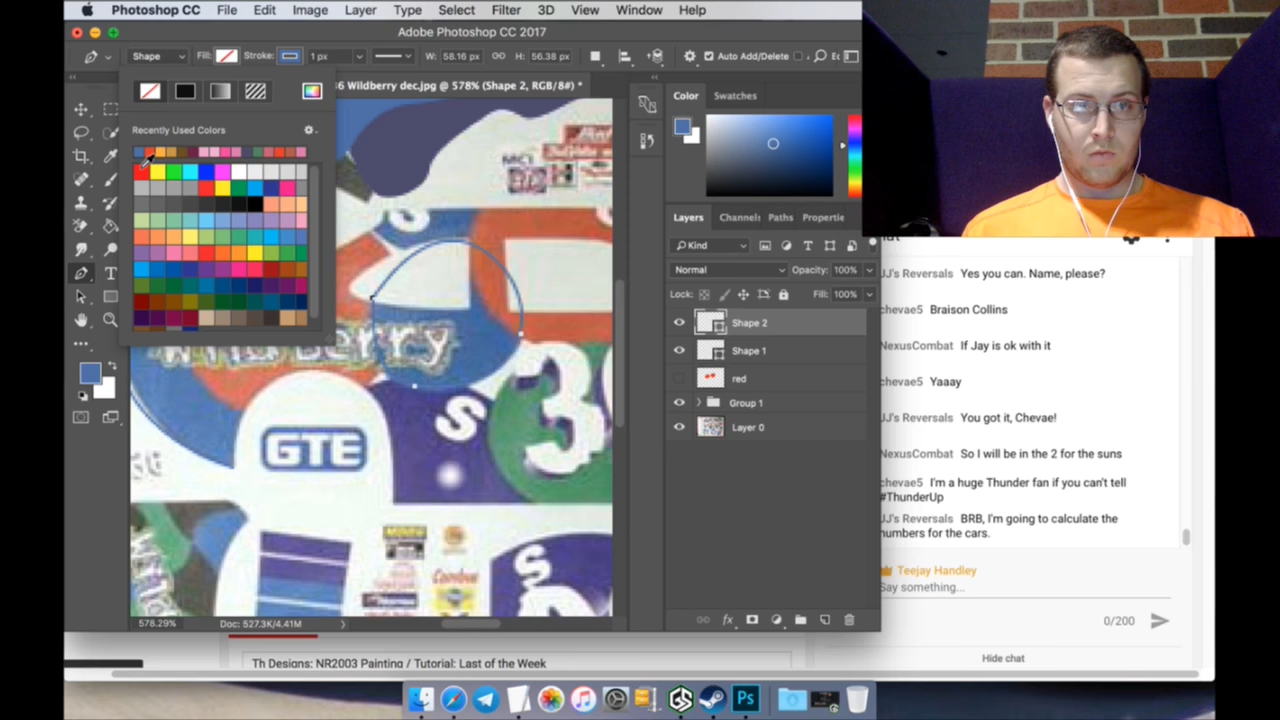 Photoshop CC File Edit Image Layer Type Select Filter 3D View Window Help
Adobe Photoshop CC 2017
Shape Fill: Stroke: 1 px W: 58.16 px H: 56.38 px Auto Add/Delete
6 Wildberry dec.jpg @ 578% (Shape 2, RGB/8#) *
Recently Used Colors
Color Swatches
Layers Channel: Paths Propertie
Kind
Normal Opacity: 100%
Lock: Fill: 100%
Shape 2
Shape 1
red
Group 1
Layer 0
MCI
Wildberry
GTE
S
3
578.29% Doc: 527.3K/4.41M
JJ's Reversals Yes you can. Name, please?
chevae5 Braison Collins
NexusCombat If Jay is ok with it
chevae5 Yaaay
JJ's Reversals You got it, Chevae!
NexusCombat So I will be in the 2 for the suns
chevae5 I'm a huge Thunder fan if you can't tell
#ThunderUp
JJ's Reversals BRB, I'm going to calculate the
numbers for the cars.
Teejay Handley
Say something...
0/200
Hide chat
Th Designs: NR2003 Painting / Tutorial: Last of the Week
GS
Ps